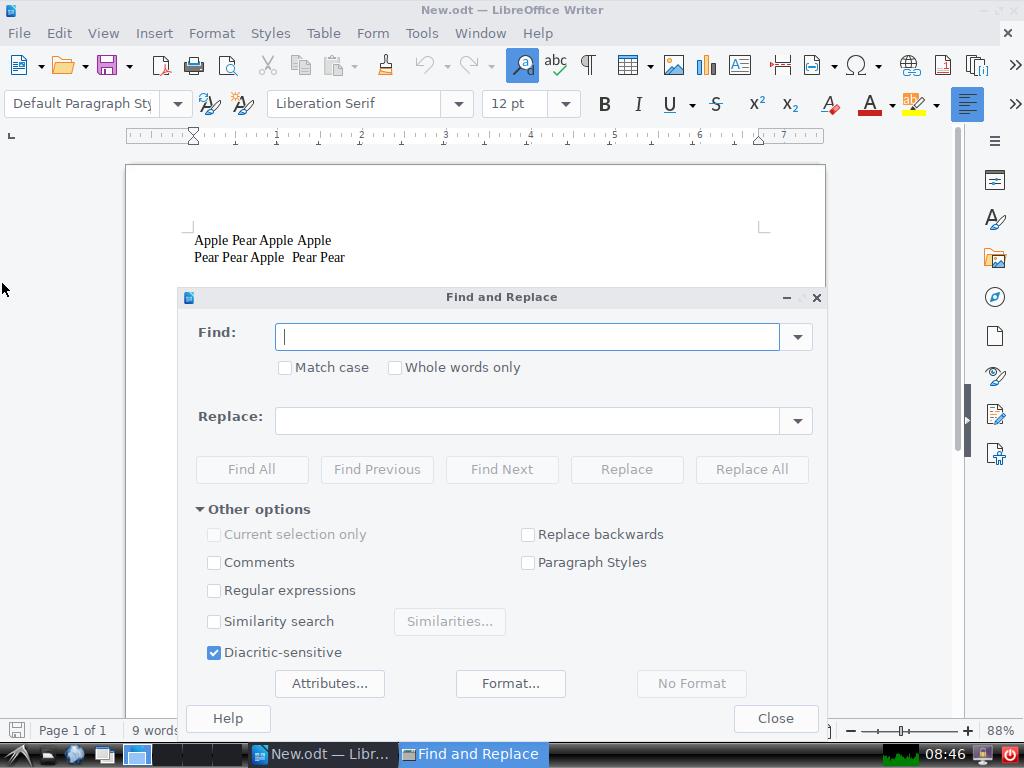 New.odt — LibreOffice Writer
File Edit View Insert Format Styles Table Form Tools Window Help
Default Paragraph Sty Liberation Serif 12 pt
1 2 3 4 5 6 7
Apple Pear Apple Apple
Pear Pear Apple  Pear Pear
Find and Replace
Find:
Match case Whole words only
Replace:
Find All Find Previous Find Next Replace Replace All
Other options
Current selection only Replace backwards
Comments Paragraph Styles
Regular expressions
Similarity search Similarities...
Diacritic-sensitive
Attributes... Format... No Format
Help Close
Page 1 of 1 9 words 88%
New.odt — Libr... Find and Replace 08:46